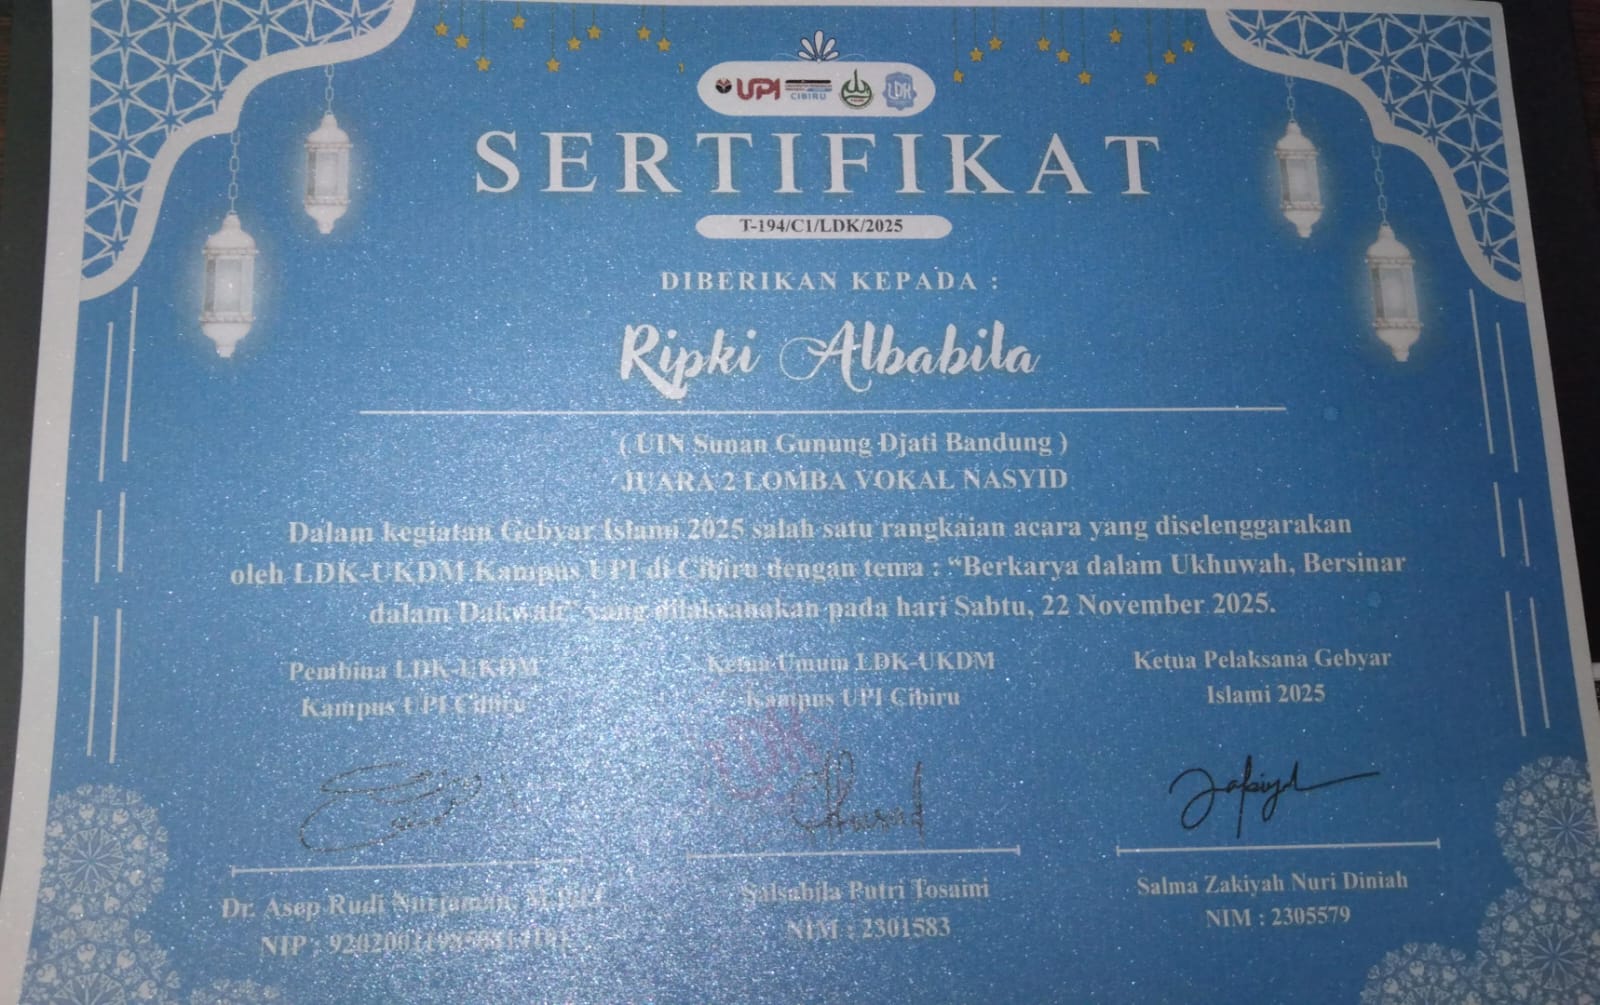 UPI
CIBIRU
LDK
SERTIFIKAT
T-194/C1/LDK/2025
DIBERIKAN KEPADA :
Ripki Albabila
( UIN Sunan Gunung Djati Bandung )
JUARA 2 LOMBA VOKAL NASYID
Dalam kegiatan Gebyar Islami 2025 salah satu rangkaian acara yang diselenggarakan
oleh LDK-UKDM Kampus UPI di Cibiru dengan tema : “Berkarya dalam Ukhuwah, Bersinar
dalam Dakwah” yang dilaksanakan pada hari Sabtu, 22 November 2025.
Pembina LDK-UKDM
Kampus UPI Cibiru
Ketua Umum LDK-UKDM
Kampus UPI Cibiru
Ketua Pelaksana Gebyar
Islami 2025
LDK
Dr. Asep Rudi Nurjaman,
NIP :
Salsabila Putri Tosaini
NIM : 2301583
Salma Zakiyah Nuri Diniah
NIM : 2305579